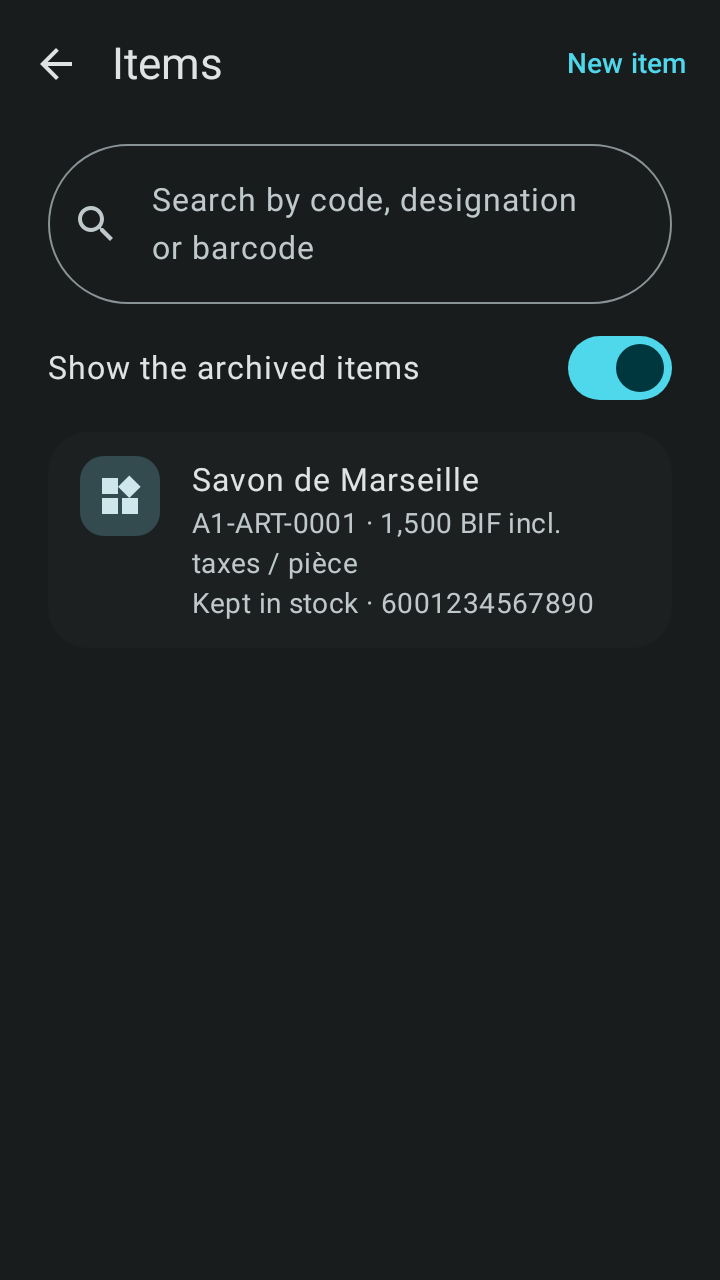 Items
New item
Search by code, designation
or barcode
Show the archived items
Savon de Marseille
A1-ART-0001 · 1,500 BIF incl.
taxes / pièce
Kept in stock · 6001234567890